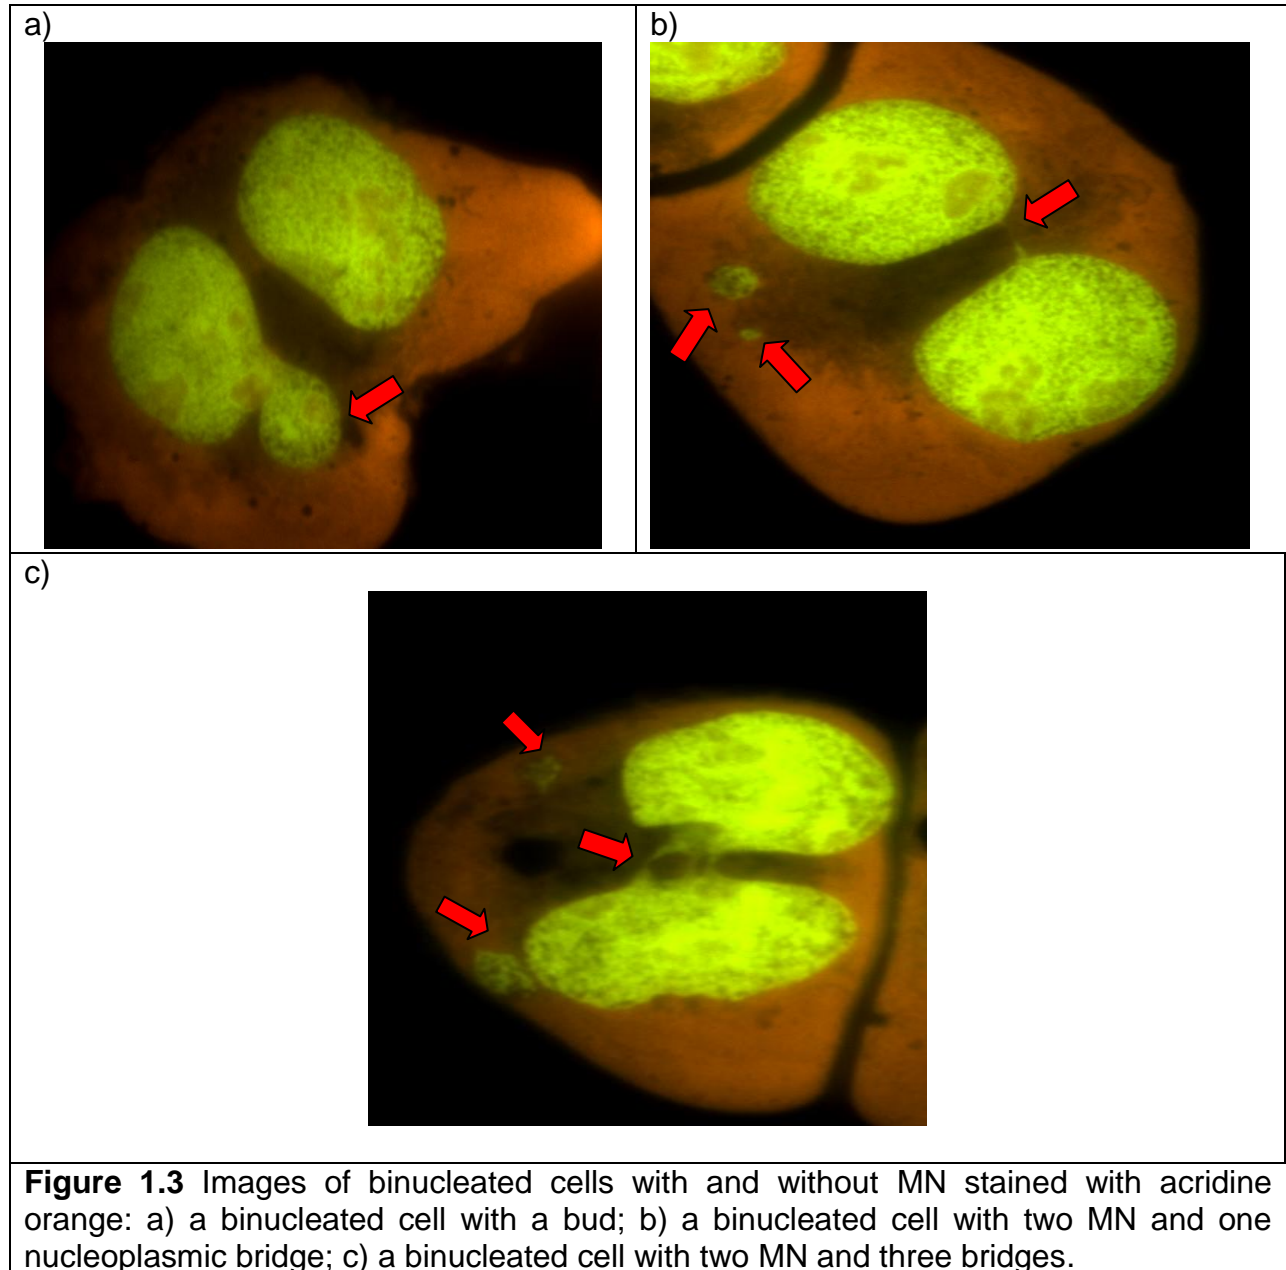 a)
b)
c)
Figure 1.3 Images of binucleated cells with and without MN stained with acridine
orange: a) a binucleated cell with a bud; b) a binucleated cell with two MN and one
nucleoplasmic bridge; c) a binucleated cell with two MN and three bridges.